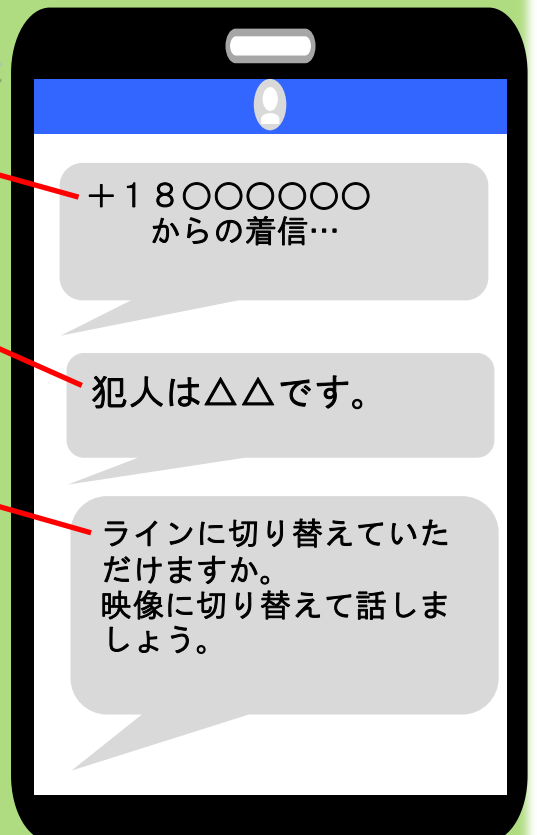 ＋１８〇〇〇〇〇〇
からの着信…
犯人は△△です。
ラインに切り替えていた
だけますか。
映像に切り替えて話しま
しょう。